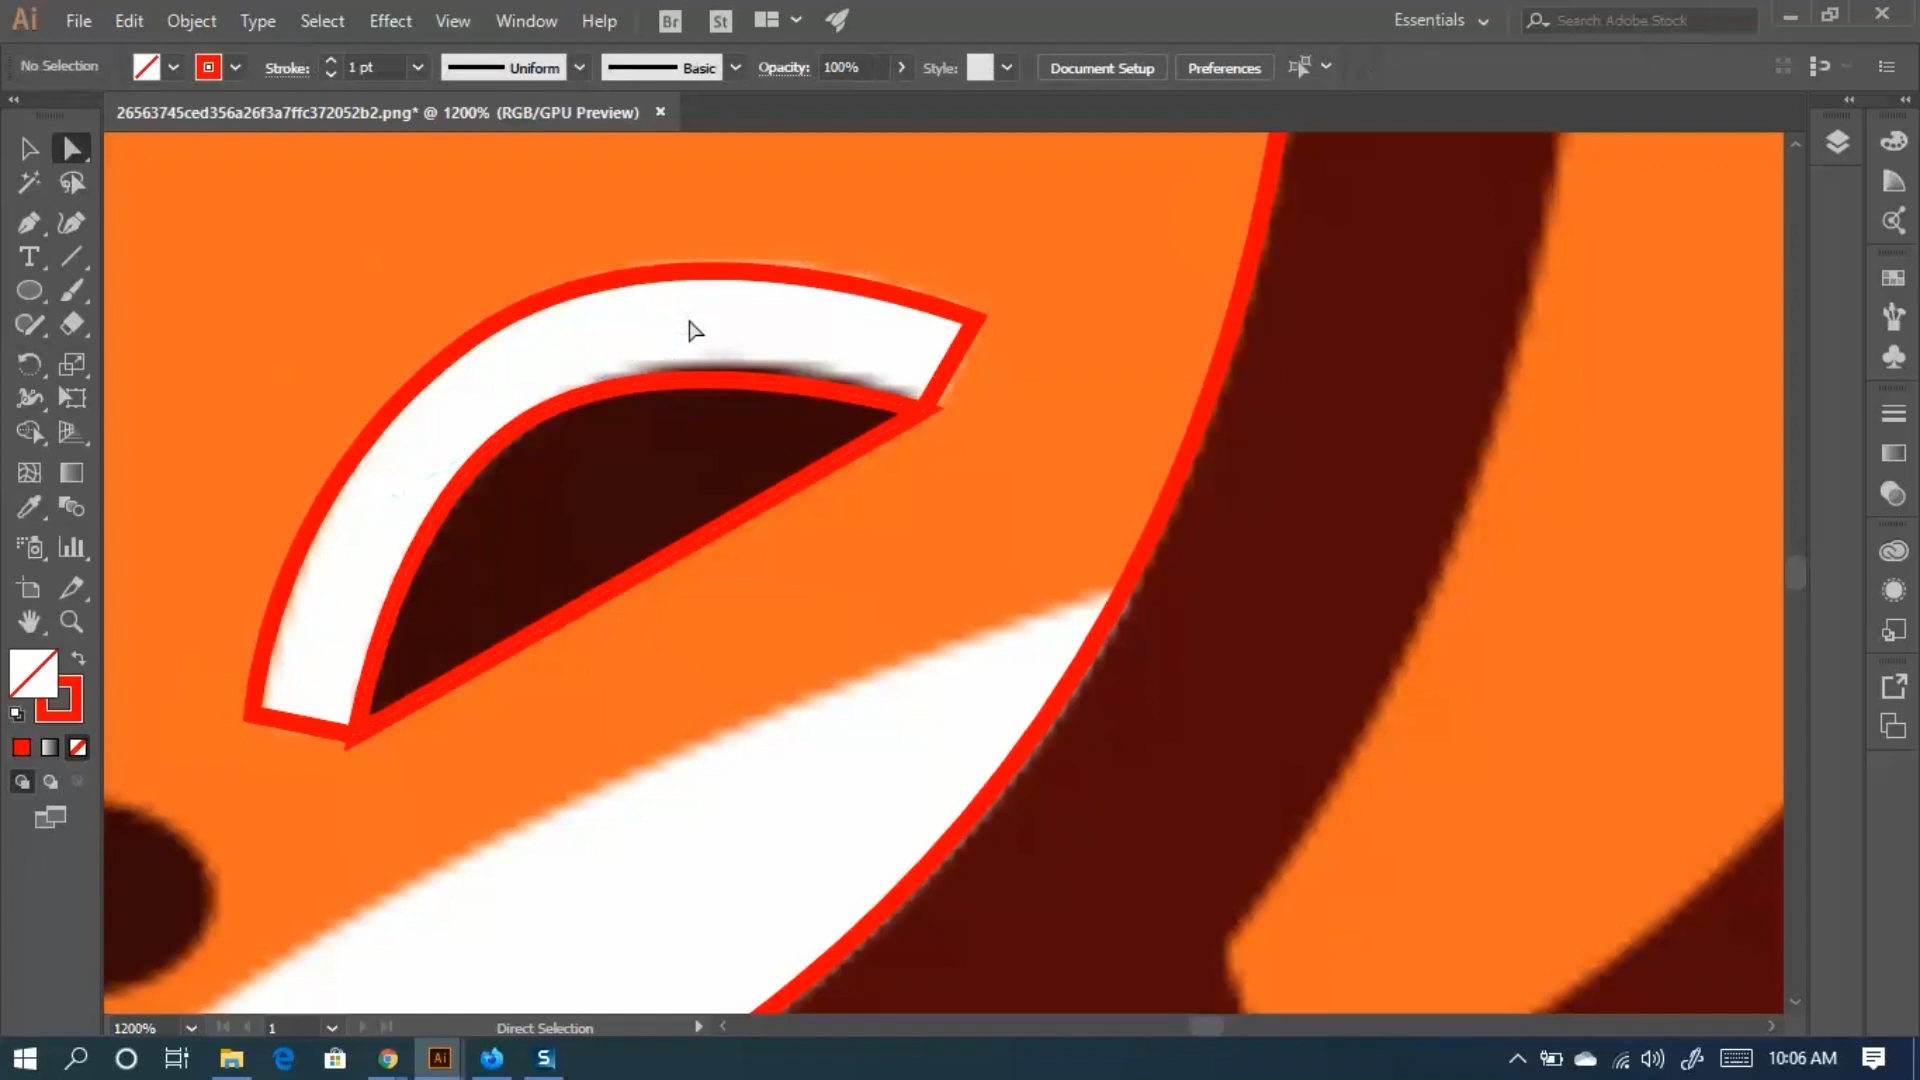 Ai File Edit Object Type Select Effect View Window Help Br St Essentials Search Adobe Stock
No Selection Stroke: 1 pt Uniform Basic Opacity: 100% Style: Document Setup Preferences
26563745ced356a26f3a7ffc372052b2.png* @ 1200% (RGB/GPU Preview)
T
1200% 1 Direct Selection
Ai S 10:06 AM